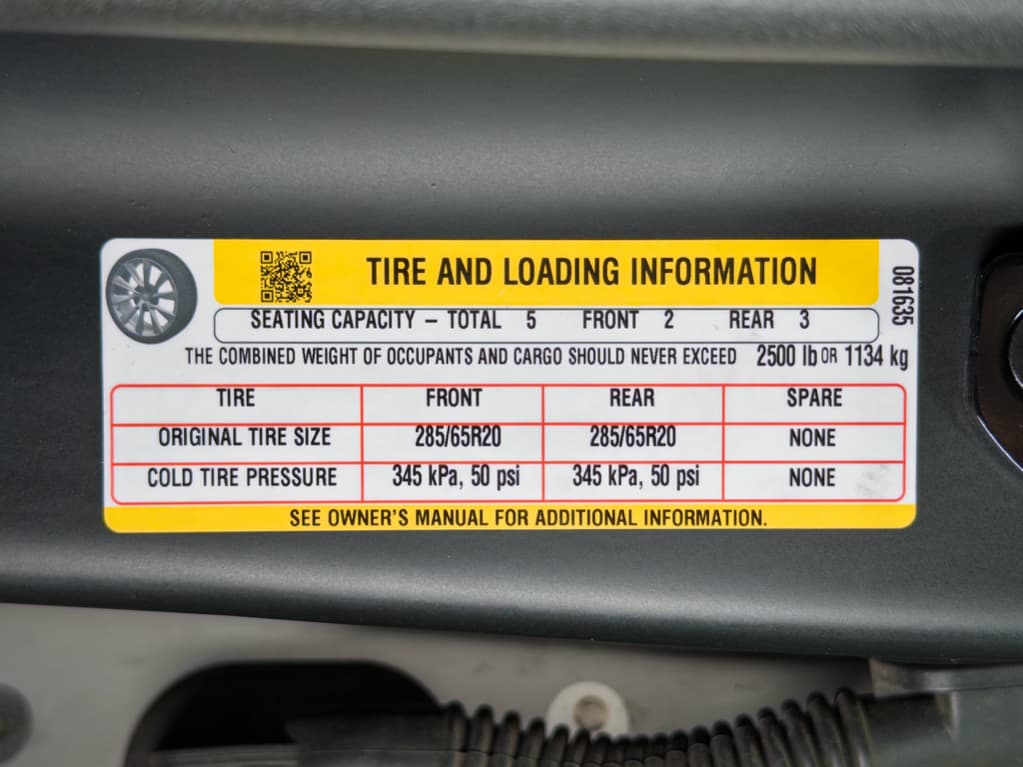 TIRE AND LOADING INFORMATION
081635
SEATING CAPACITY – TOTAL 5 FRONT 2 REAR 3
THE COMBINED WEIGHT OF OCCUPANTS AND CARGO SHOULD NEVER EXCEED 2500 lb OR 1134 kg
TIRE FRONT REAR SPARE
ORIGINAL TIRE SIZE 285/65R20 285/65R20 NONE
COLD TIRE PRESSURE 345 kPa, 50 psi 345 kPa, 50 psi NONE
SEE OWNER'S MANUAL FOR ADDITIONAL INFORMATION.